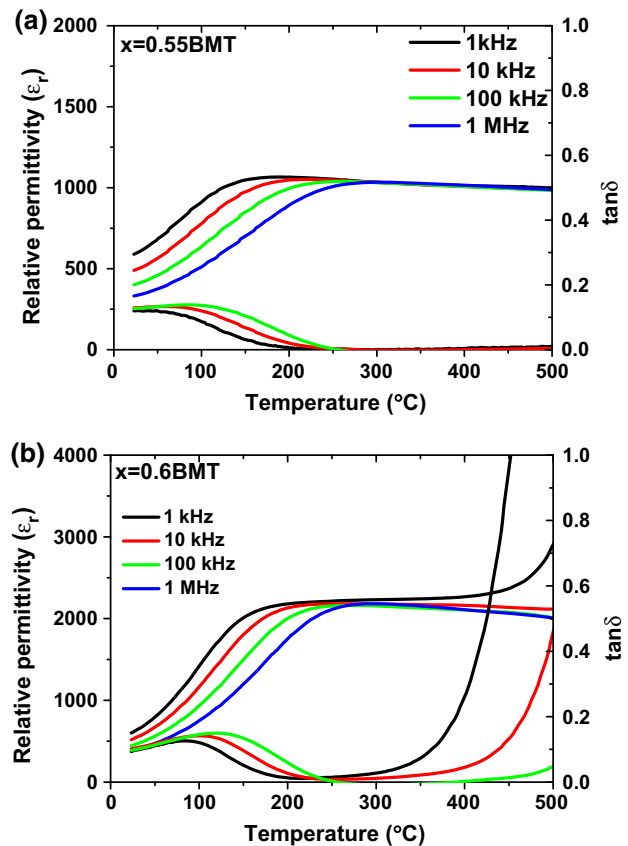 (a)
x=0.55BMT
1kHz
10 kHz
100 kHz
1 MHz
2000
1500
1000
500
0
Relative permittivity (εr)
1.0
0.8
0.6
0.4
0.2
0.0
tanδ
0 100 200 300 400 500
Temperature (°C)
(b)
x=0.6BMT
1 kHz
10 kHz
100 kHz
1 MHz
4000
3000
2000
1000
0
Relative permittivity (εr)
1.0
0.8
0.6
0.4
0.2
0.0
tanδ
0 100 200 300 400 500
Temperature (°C)